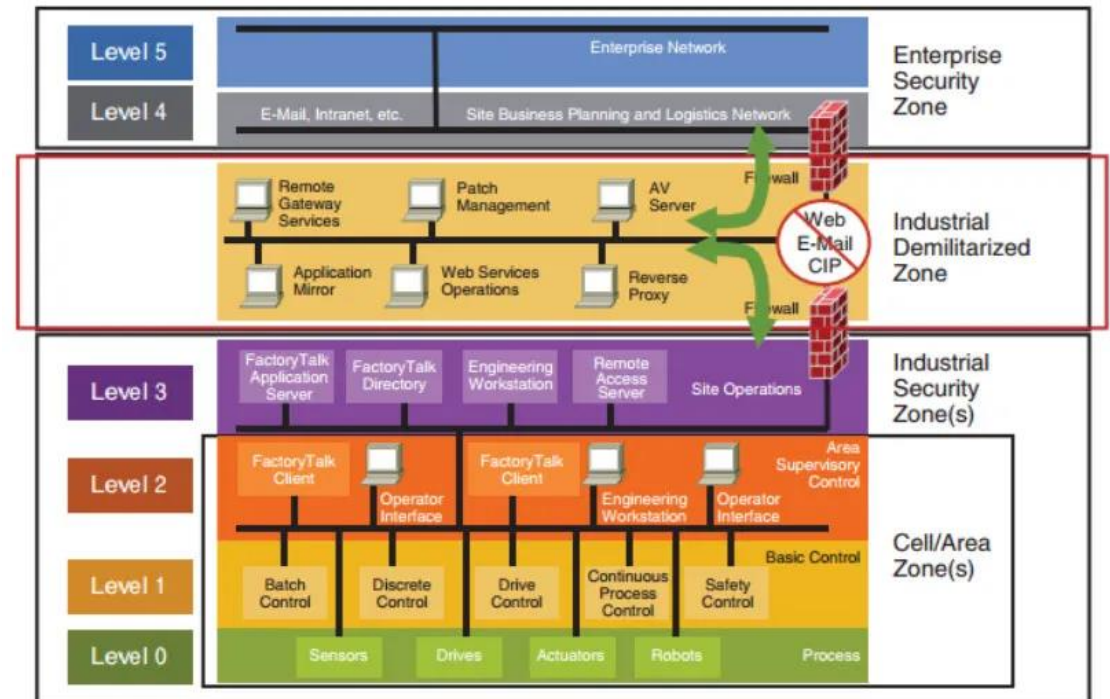 Level 5
Enterprise Network
Enterprise
Security
Zone
Level 4
E-Mail, Intranet, etc.
Site Business Planning and Logistics Network
Remote
Gateway
Services
Patch
Management
AV
Server
Firewall
Web
E-Mail
CIP
Application
Mirror
Web Services
Operations
Reverse
Proxy
Firewall
Industrial
Demilitarized
Zone
Level 3
FactoryTalk
Application
Server
FactoryTalk
Directory
Engineering
Workstation
Remote
Access
Server
Site Operations
Industrial
Security
Zone(s)
Level 2
FactoryTalk
Client
Operator
Interface
FactoryTalk
Client
Engineering
Workstation
Operator
Interface
Area
Supervisory
Control
Level 1
Basic Control
Batch
Control
Discrete
Control
Drive
Control
Continuous
Process
Control
Safety
Control
Cell/Area
Zone(s)
Level 0
Sensors
Drives
Actuators
Robots
Process